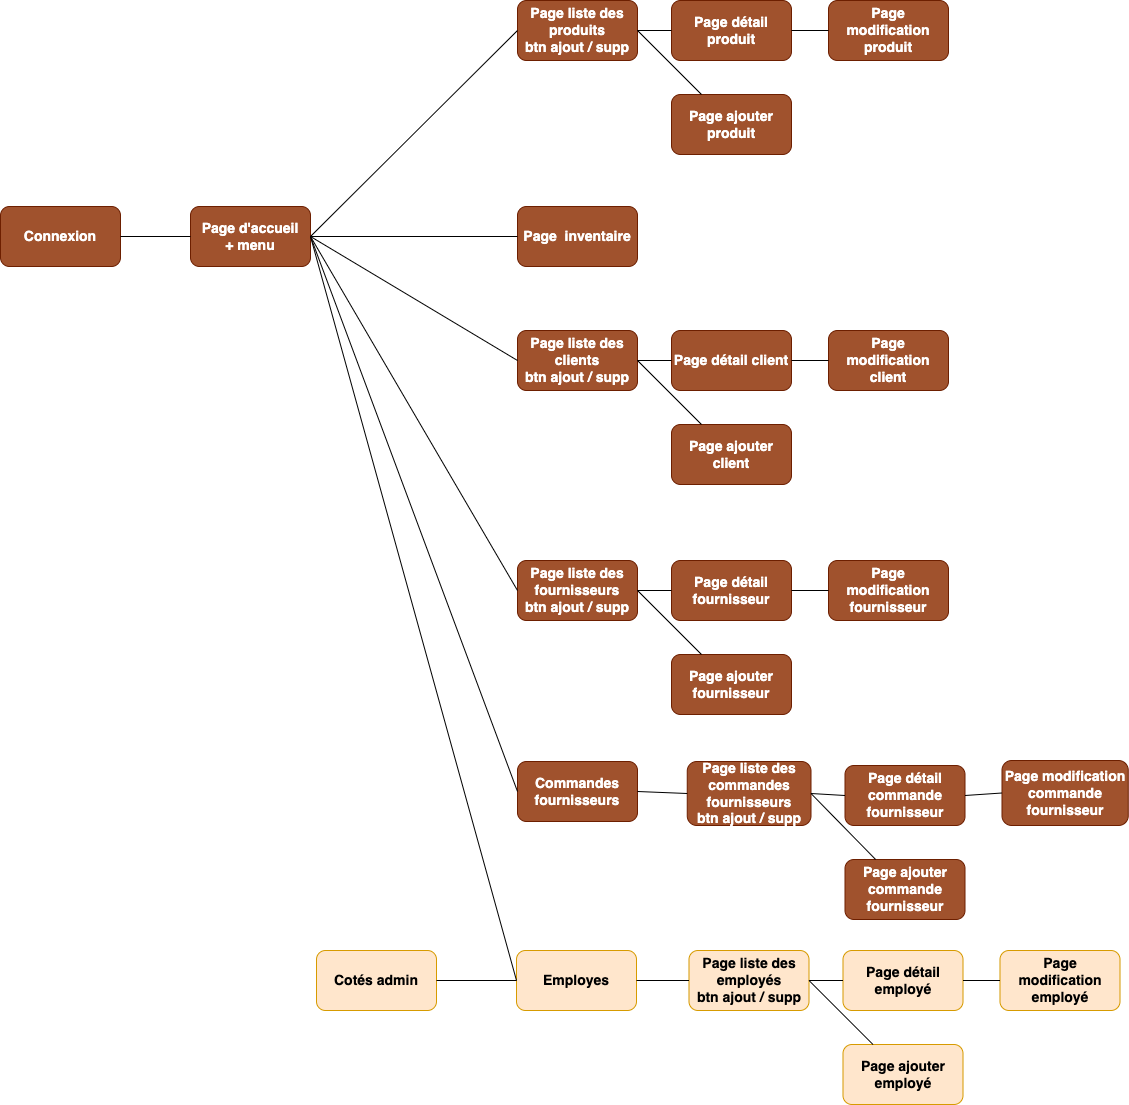 Page liste des
produits
btn ajout / supp
Page détail
produit
Page
modification
produit
Page ajouter
produit
Connexion
Page d'accueil
+ menu
Page  inventaire
Page liste des
clients
btn ajout / supp
Page détail client
Page
modification
client
Page ajouter
client
Page liste des
fournisseurs
btn ajout / supp
Page détail
fournisseur
Page
modification
fournisseur
Page ajouter
fournisseur
Commandes
fournisseurs
Page liste des
commandes
fournisseurs
btn ajout / supp
Page détail
commande
fournisseur
Page modification
commande
fournisseur
Page ajouter
commande
fournisseur
Cotés admin
Employes
Page liste des
employés
btn ajout / supp
Page détail
employé
Page
modification
employé
Page ajouter
employé